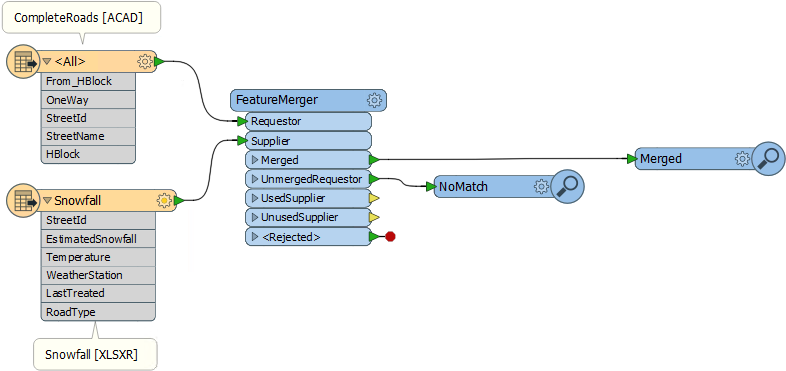 CompleteRoads [ACAD]
<All>
From_HBlock
OneWay
StreetId
StreetName
HBlock
Snowfall
StreetId
EstimatedSnowfall
Temperature
WeatherStation
LastTreated
RoadType
Snowfall [XLSXR]
FeatureMerger
Requestor
Supplier
Merged
UnmergedRequestor
UsedSupplier
UnusedSupplier
<Rejected>
NoMatch
Merged